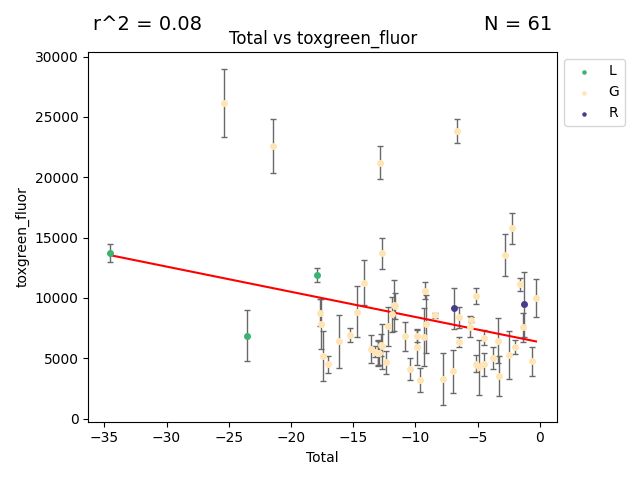 r^2 = 0.08
N = 61
Total vs toxgreen_fluor
30000
25000
20000
15000
10000
5000
0
toxgreen_fluor
−35
−30
−25
−20
−15
−10
−5
0
Total
L
G
R